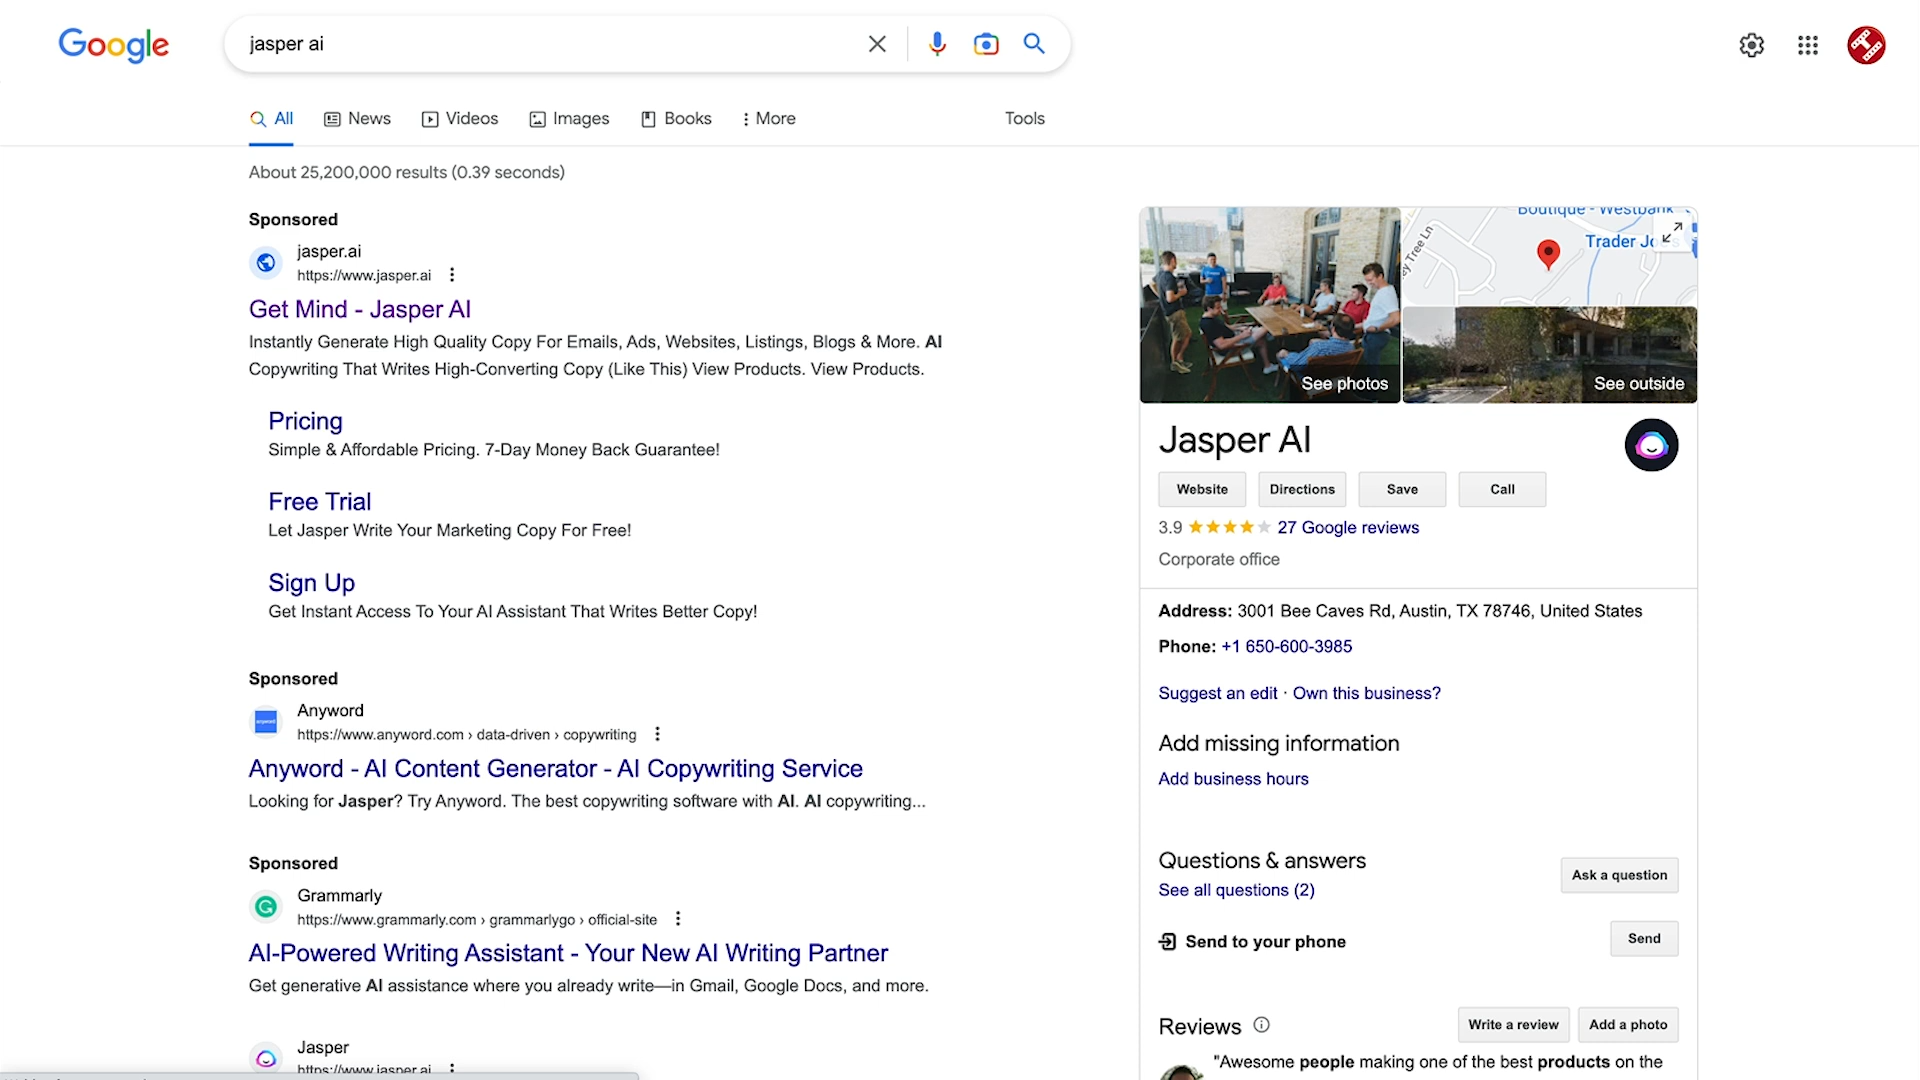 Google
jasper ai
All
News
Videos
Images
Books
More
Tools
About 25,200,000 results (0.39 seconds)
Sponsored
jasper.ai
https://www.jasper.ai
Get Mind - Jasper AI
Instantly Generate High Quality Copy For Emails, Ads, Websites, Listings, Blogs & More. AI
Copywriting That Writes High-Converting Copy (Like This) View Products. View Products.
Pricing
Simple & Affordable Pricing. 7-Day Money Back Guarantee!
Free Trial
Let Jasper Write Your Marketing Copy For Free!
Sign Up
Get Instant Access To Your AI Assistant That Writes Better Copy!
Sponsored
Anyword
https://www.anyword.com › data-driven › copywriting
Anyword - AI Content Generator - AI Copywriting Service
Looking for Jasper? Try Anyword. The best copywriting software with AI. AI copywriting...
Sponsored
Grammarly
https://www.grammarly.com › grammarlygo › official-site
AI-Powered Writing Assistant - Your New AI Writing Partner
Get generative AI assistance where you already write—in Gmail, Google Docs, and more.
Jasper
https://www.jasper.ai
Boutique - Westbank
Trader Jo
ey Tree Ln
See photos
See outside
Jasper AI
Website
Directions
Save
Call
3.9
27 Google reviews
Corporate office
Address: 3001 Bee Caves Rd, Austin, TX 78746, United States
Phone: +1 650-600-3985
Suggest an edit · Own this business?
Add missing information
Add business hours
Questions & answers
See all questions (2)
Ask a question
Send to your phone
Send
Reviews
Write a review
Add a photo
"Awesome people making one of the best products on the